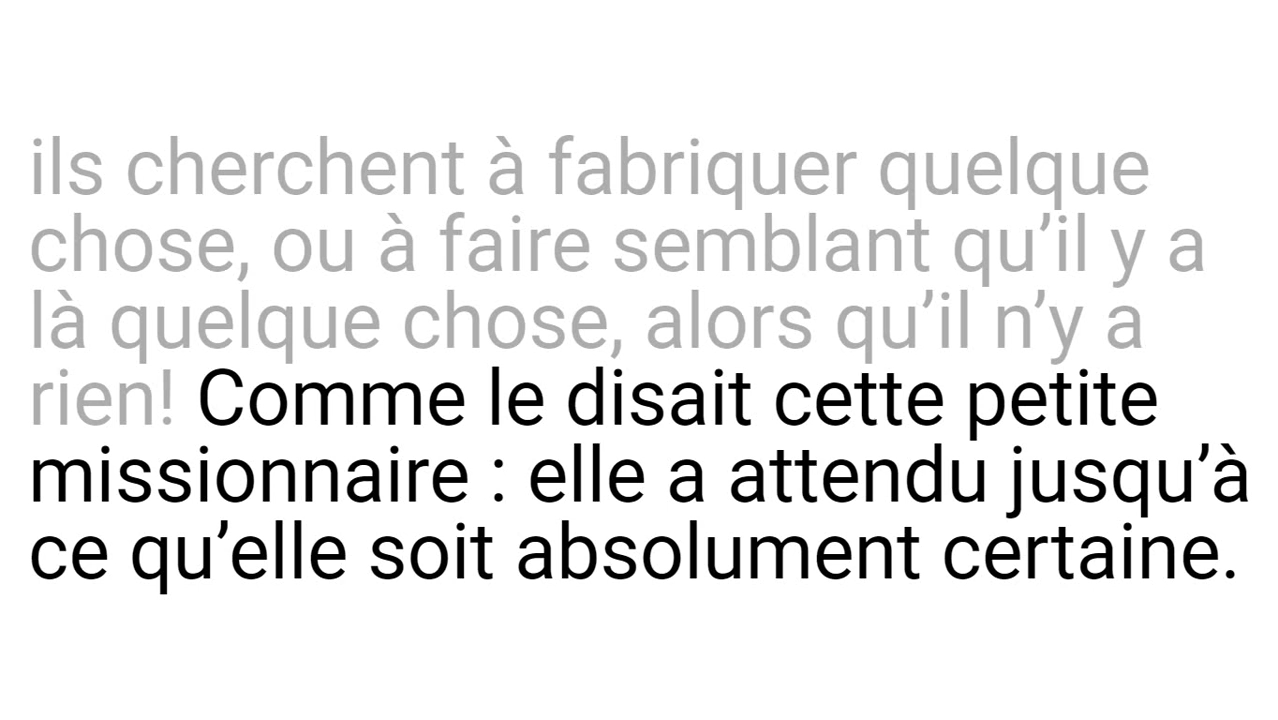 ils cherchent à fabriquer quelque
chose, ou à faire semblant qu’il y a
là quelque chose, alors qu’il n’y a
rien! Comme le disait cette petite
missionnaire : elle a attendu jusqu’à
ce qu’elle soit absolument certaine.